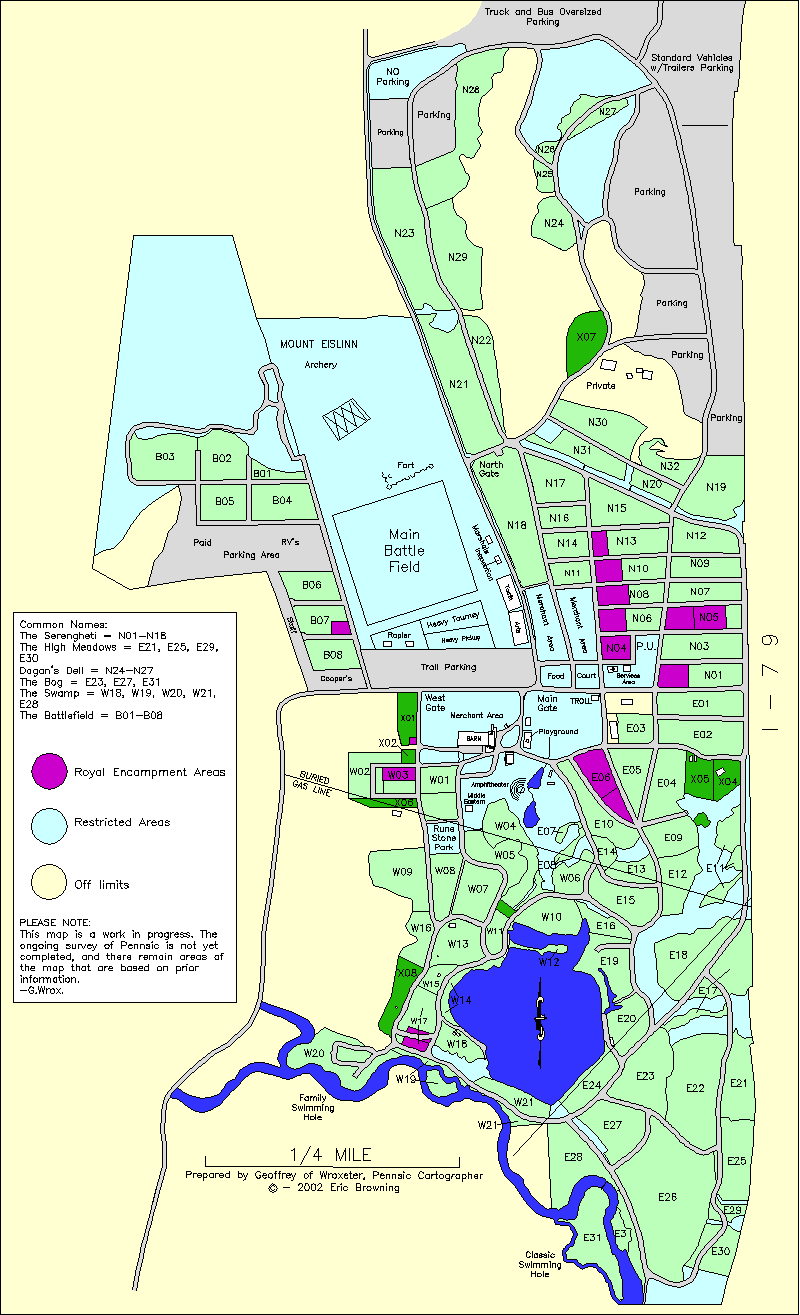 Truck and Bus Oversized
Parking
Standard Vehicles
w/Trailers Parking
NO
Parking
N28
Parking
N27
Parking
N26
N25
Parking
N23
N24
N29
Parking
X07
N22
MOUNT EISLINN
Archery
Parking
N21
Private
Parking
N30
B03
B02
N31
Fort
North
Gate
N32
B01
N20
N19
N17
B05
B04
N15
N16
N18
Main
Battle
Field
Marshals
Inspection
N14
N13
N12
Paid
RV's
Parking Area
N11
N10
N09
B06
Youth
N08
N07
Merchant
Area
Merchant
Area
B07
Heavy Tourney
Arts
N06
N05
Staff
Rapier
Heavy Pickup
N04
P.U.
N03
B08
Trail Parking
Cooper's
Food
Court
Services
Area
N01
Common Names:
The Serengheti = N01-N18
The High Meadows = E21, E25, E29,
E30
Dagan's Dell = N24-N27
The Bog = E23, E27, E31
The Swamp = W18, W19, W20, W21,
E28
The Battlefield = B01-B08
West
Gate
Main
Gate
TROLL
E01
X01
Merchant Area
E03
E02
X02
BARN
Playground
Royal Encampment Areas
W02
W03
W01
E06
E05
E04
X05
X04
BURIED
GAS LINE
Amphitheater
X06
Middle
Eastern
Restricted Areas
Rune
Stone
Park
W04
E07
E10
E09
W05
E14
E08
E13
E12
E11
W09
W08
W06
Off limits
W07
E15
W10
W16
W11
E16
PLEASE NOTE:
This map is a work in progress. The
ongoing survey of Pennsic is not yet
completed, and there remain areas of
the map that are based on prior
information.
-G.Wrox.
W13
E18
W12
E19
X08
W15
W14
E17
W17
E20
W18
W20
W19
E24
E23
E22
E21
Family
Swimming
Hole
W21
W21
E27
1/4 MILE
E28
E25
Prepared by Geoffrey of Wroxeter, Pennsic Cartographer
© - 2002 Eric Browning
E26
E29
E31
E31
E30
Classic
Swimming
Hole
I-79